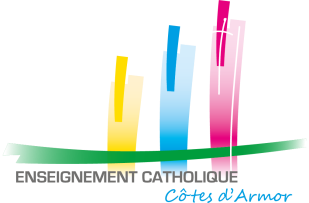 ENSEIGNEMENT CATHOLIQUE
Côtes d'Armor